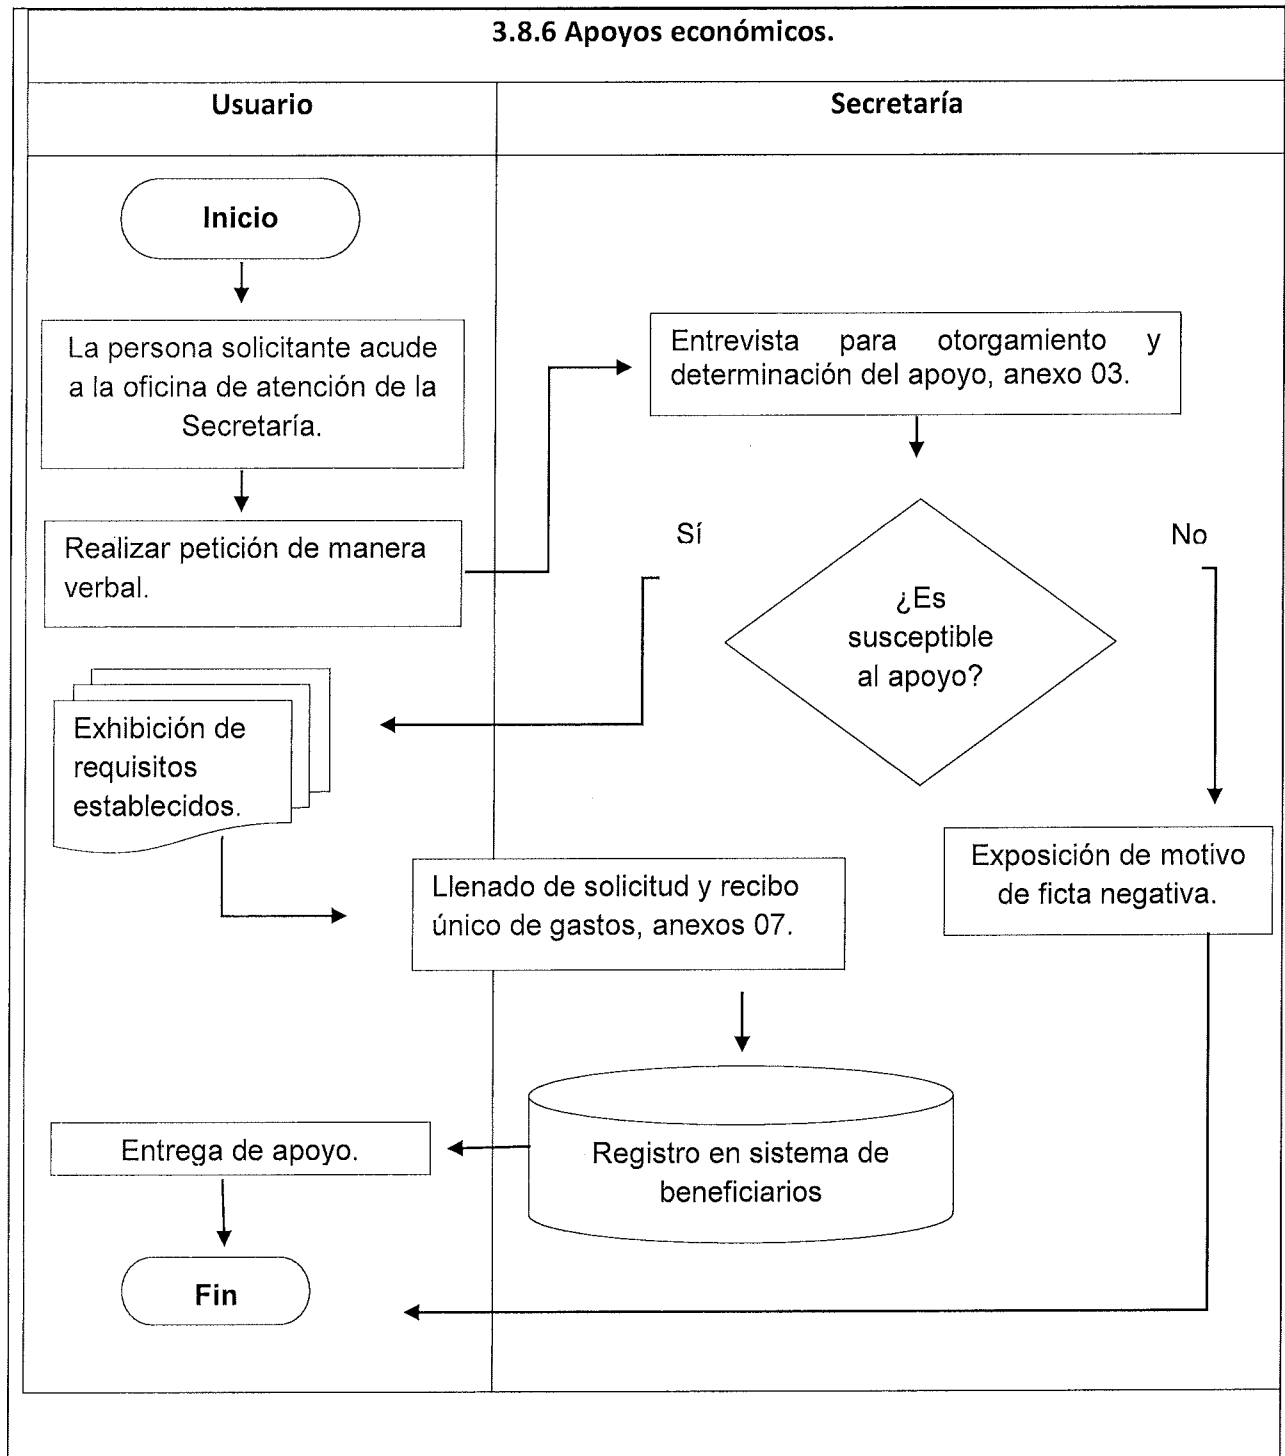 3.8.6 Apoyos económicos.
Usuario
Secretaría
Inicio
La persona solicitante acude
a la oficina de atención de la
Secretaría.
Realizar petición de manera
verbal.
Entrevista para otorgamiento y
determinación del apoyo, anexo 03.
¿Es
susceptible
al apoyo?
Sí
No
Exhibición de
requisitos
establecidos.
Exposición de motivo
de ficta negativa.
Llenado de solicitud y recibo
único de gastos, anexos 07.
Registro en sistema de
beneficiarios
Entrega de apoyo.
Fin